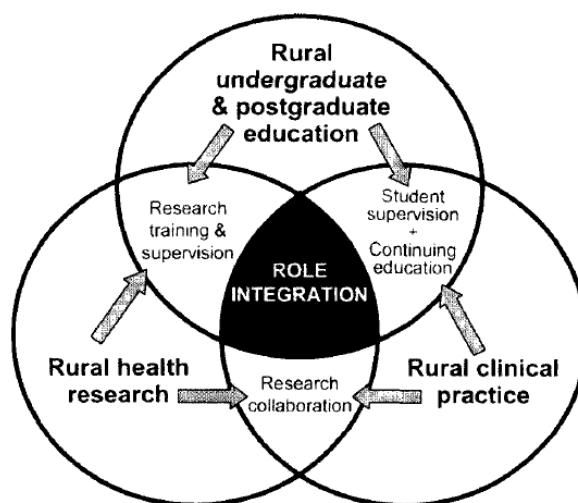 Rural
undergraduate
& postgraduate
education
Research
training &
supervision
Student
supervision
+
Continuing
education
ROLE
INTEGRATION
Rural health
research
Research
collaboration
Rural clinical
practice